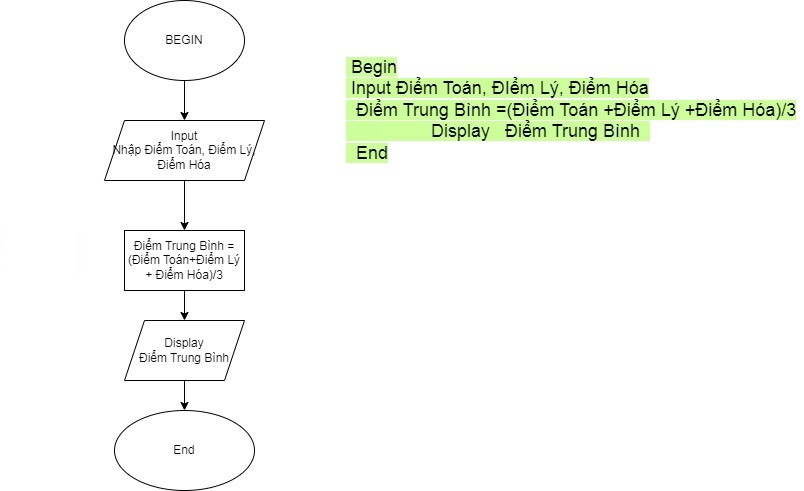 BEGIN
Input
Nhập Điểm Toán, Điểm Lý,
Điểm Hóa
Điểm Trung Bình =
(Điểm Toán+Điểm Lý
+ Điểm Hóa)/3
Display
Điểm Trung Bình
End
Begin
Input Điểm Toán, ĐIểm Lý, Điểm Hóa
Điểm Trung Bình =(Điểm Toán +Điểm Lý +Điểm Hóa)/3
Display Điểm Trung Bình
End